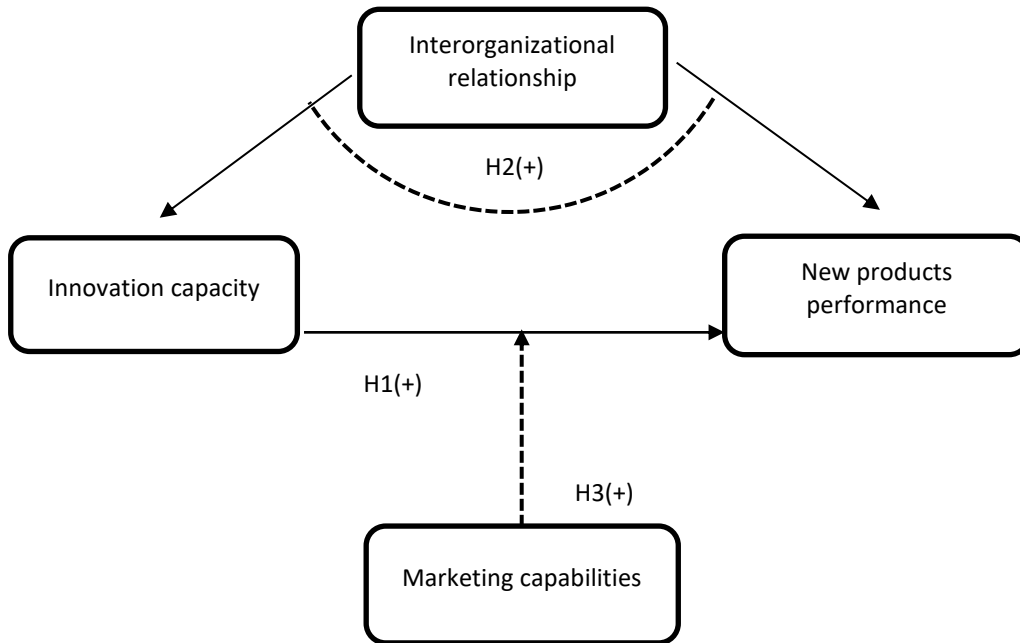 Interorganizational
relationship
H2(+)
Innovation capacity
New products
performance
H1(+)
H3(+)
Marketing capabilities